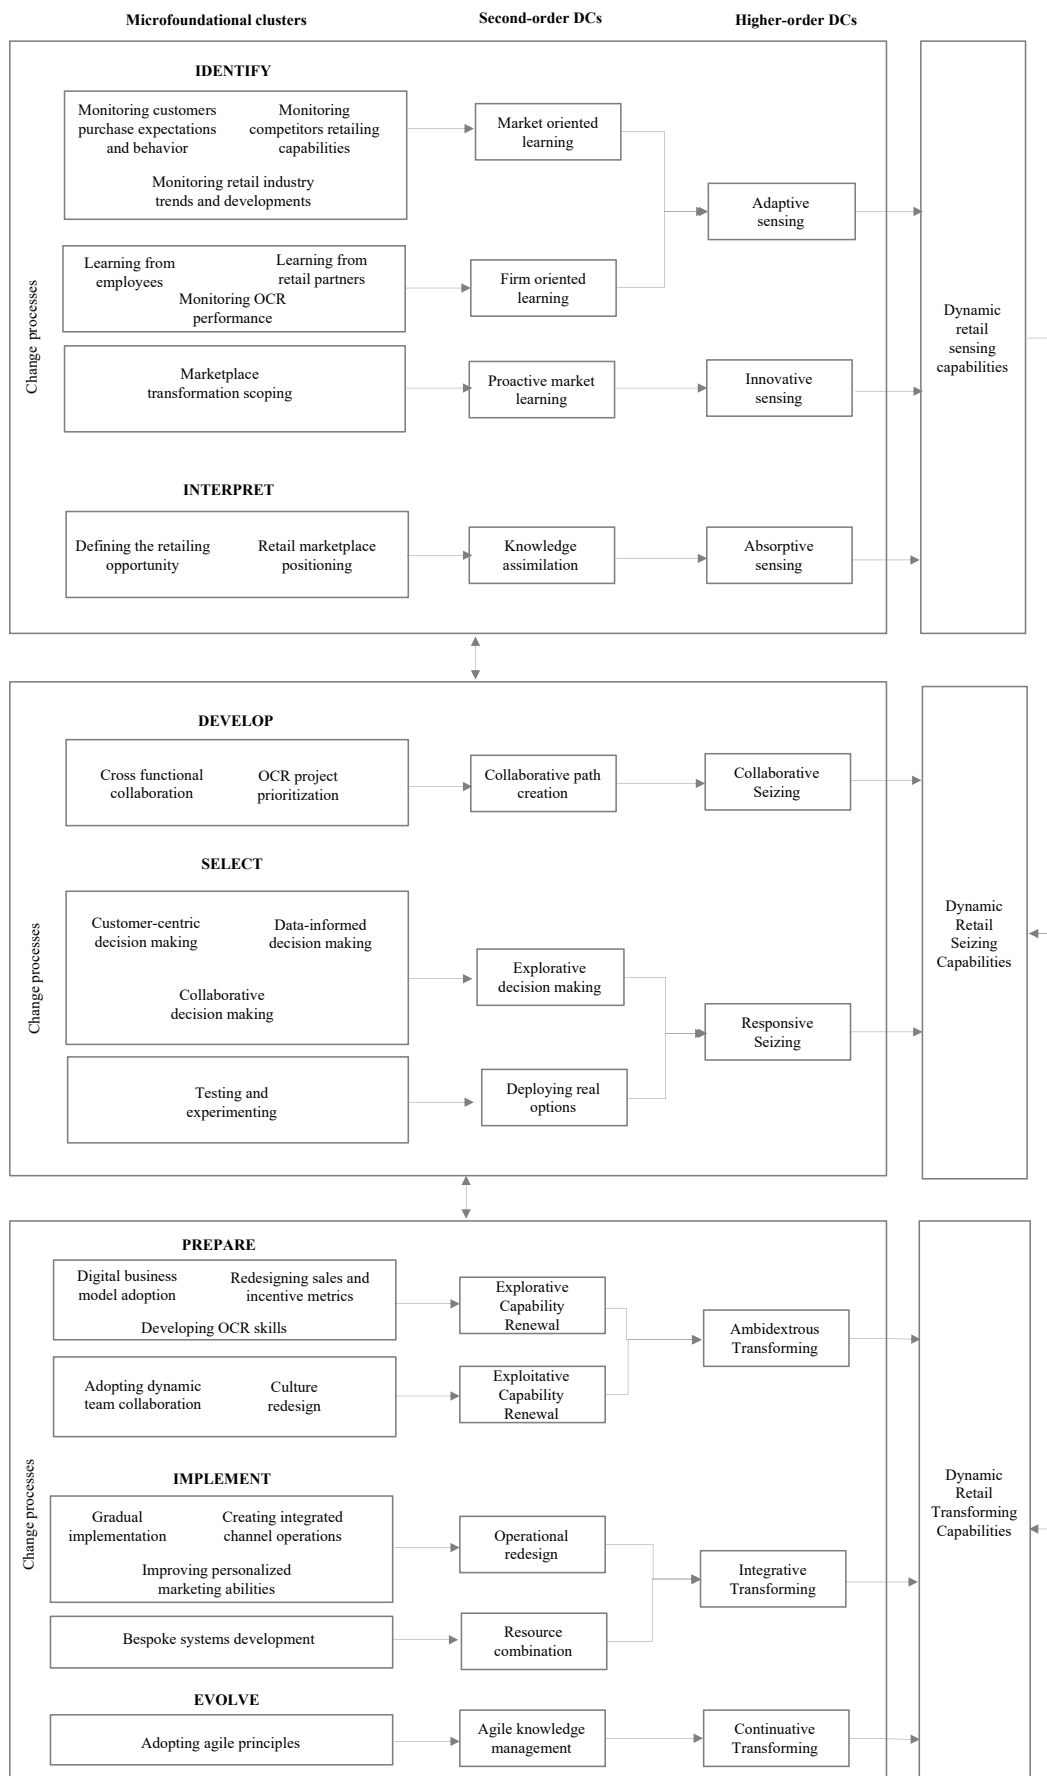 Microfoundational clusters
Second-order DCs
Higher-order DCs
IDENTIFY
Monitoring customers
purchase expectations
and behavior
Monitoring
competitors retailing
capabilities
Monitoring retail industry
trends and developments
Market oriented
learning
Adaptive
sensing
Learning from
employees
Learning from
retail partners
Monitoring OCR
performance
Firm oriented
learning
Change processes
Marketplace
transformation scoping
Proactive market
learning
Innovative
sensing
Dynamic
retail
sensing
capabilities
INTERPRET
Defining the retailing
opportunity
Retail marketplace
positioning
Knowledge
assimilation
Absorptive
sensing
DEVELOP
Cross functional
collaboration
OCR project
prioritization
Collaborative path
creation
Collaborative
Seizing
SELECT
Customer-centric
decision making
Data-informed
decision making
Collaborative
decision making
Explorative
decision making
Change processes
Responsive
Seizing
Testing and
experimenting
Deploying real
options
Dynamic
Retail
Seizing
Capabilities
PREPARE
Digital business
model adoption
Redesigning sales and
incentive metrics
Developing OCR skills
Explorative
Capability
Renewal
Ambidextrous
Transforming
Adopting dynamic
team collaboration
Culture
redesign
Exploitative
Capability
Renewal
IMPLEMENT
Change processes
Gradual
implementation
Creating integrated
channel operations
Improving personalized
marketing abilities
Operational
redesign
Integrative
Transforming
Bespoke systems development
Resource
combination
Dynamic
Retail
Transforming
Capabilities
EVOLVE
Adopting agile principles
Agile knowledge
management
Continuative
Transforming